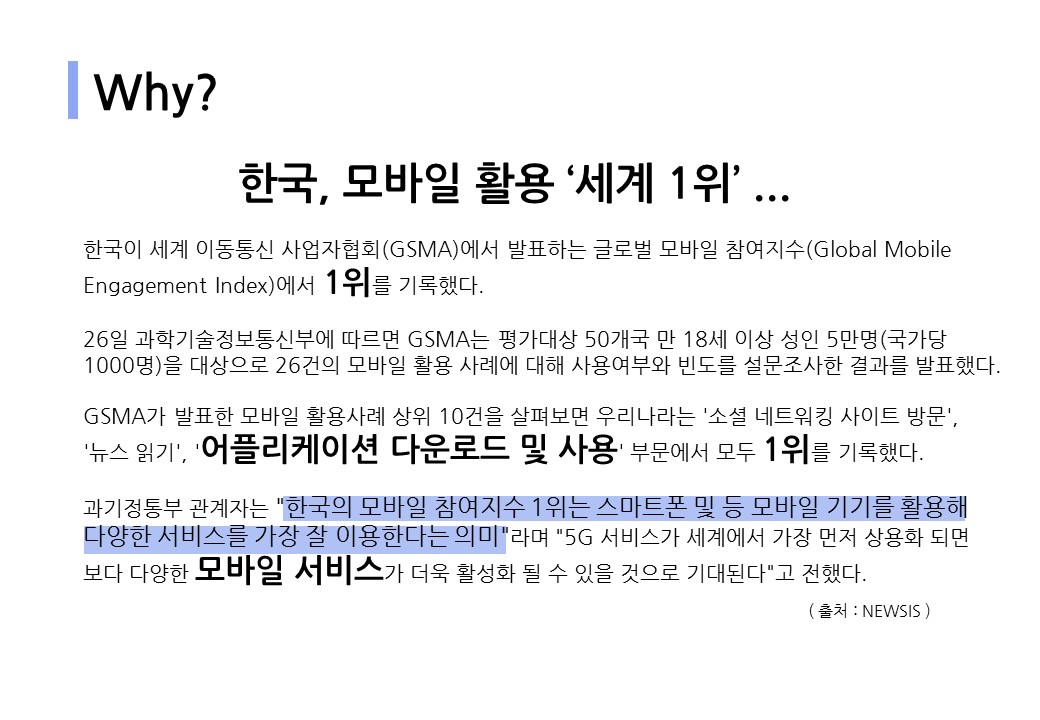 Why?
한국, 모바일 활용 ‘세계 1위’ ...
한국이 세계 이동통신 사업자협회(GSMA)에서 발표하는 글로벌 모바일 참여지수(Global Mobile
Engagement Index)에서 1위를 기록했다.
26일 과학기술정보통신부에 따르면 GSMA는 평가대상 50개국 만 18세 이상 성인 5만명(국가당
1000명)을 대상으로 26건의 모바일 활용 사례에 대해 사용여부와 빈도를 설문조사한 결과를 발표했다.
GSMA가 발표한 모바일 활용사례 상위 10건을 살펴보면 우리나라는 '소셜 네트워킹 사이트 방문',
'뉴스 읽기', '어플리케이션 다운로드 및 사용' 부문에서 모두 1위를 기록했다.
과기정통부 관계자는 "한국의 모바일 참여지수 1위는 스마트폰 및 등 모바일 기기를 활용해
다양한 서비스를 가장 잘 이용한다는 의미"라며 "5G 서비스가 세계에서 가장 먼저 상용화 되면
보다 다양한 모바일 서비스가 더욱 활성화 될 수 있을 것으로 기대된다"고 전했다.
( 출처 : NEWSIS )